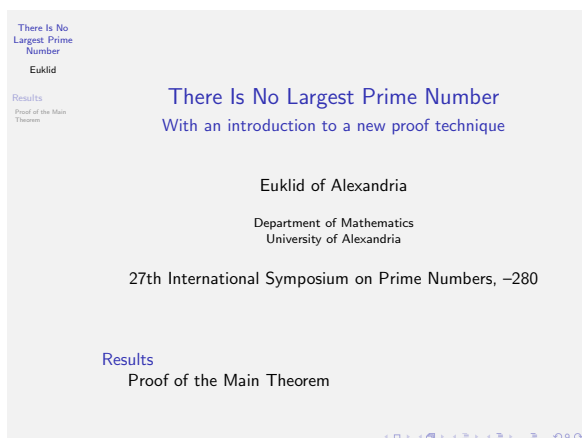 There Is No
Largest Prime
Number
Euklid
Results
Proof of the Main
Theorem
There Is No Largest Prime Number
With an introduction to a new proof technique
Euklid of Alexandria
Department of Mathematics
University of Alexandria
27th International Symposium on Prime Numbers, –280
Results
Proof of the Main Theorem